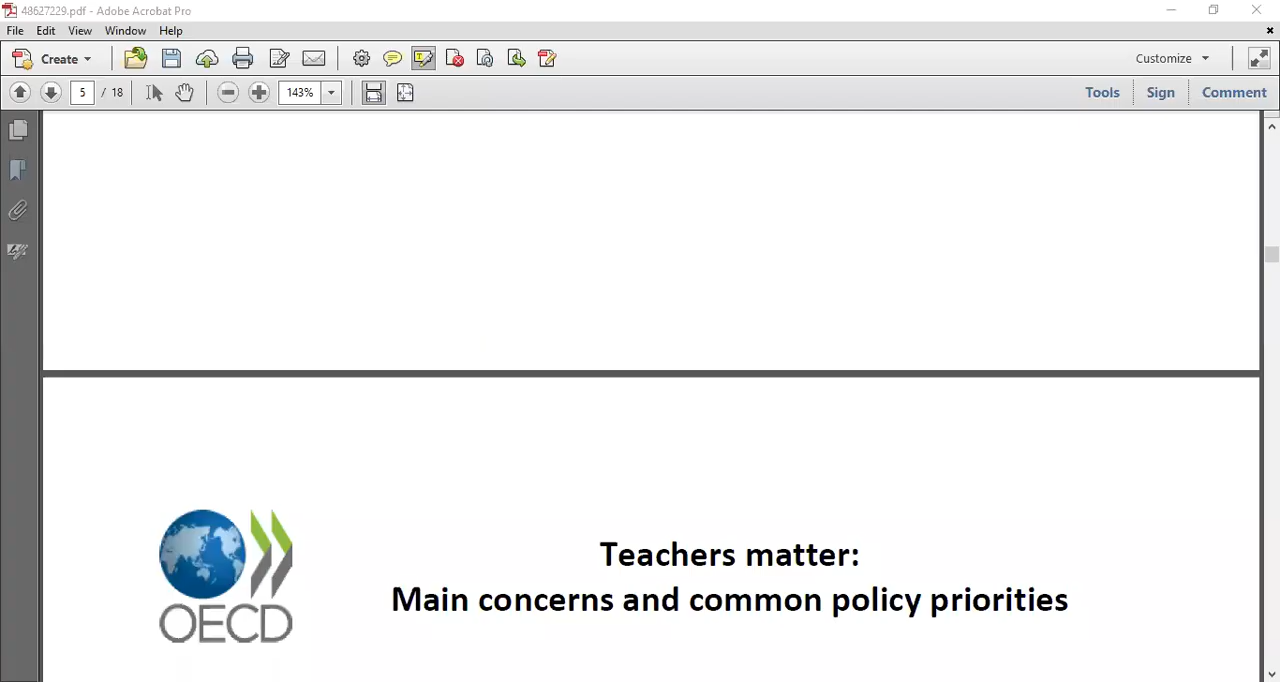 48627229.pdf - Adobe Acrobat Pro
File Edit View Window Help
Create Customize
5 / 18 143% Tools Sign Comment
Teachers matter:
Main concerns and common policy priorities
OECD